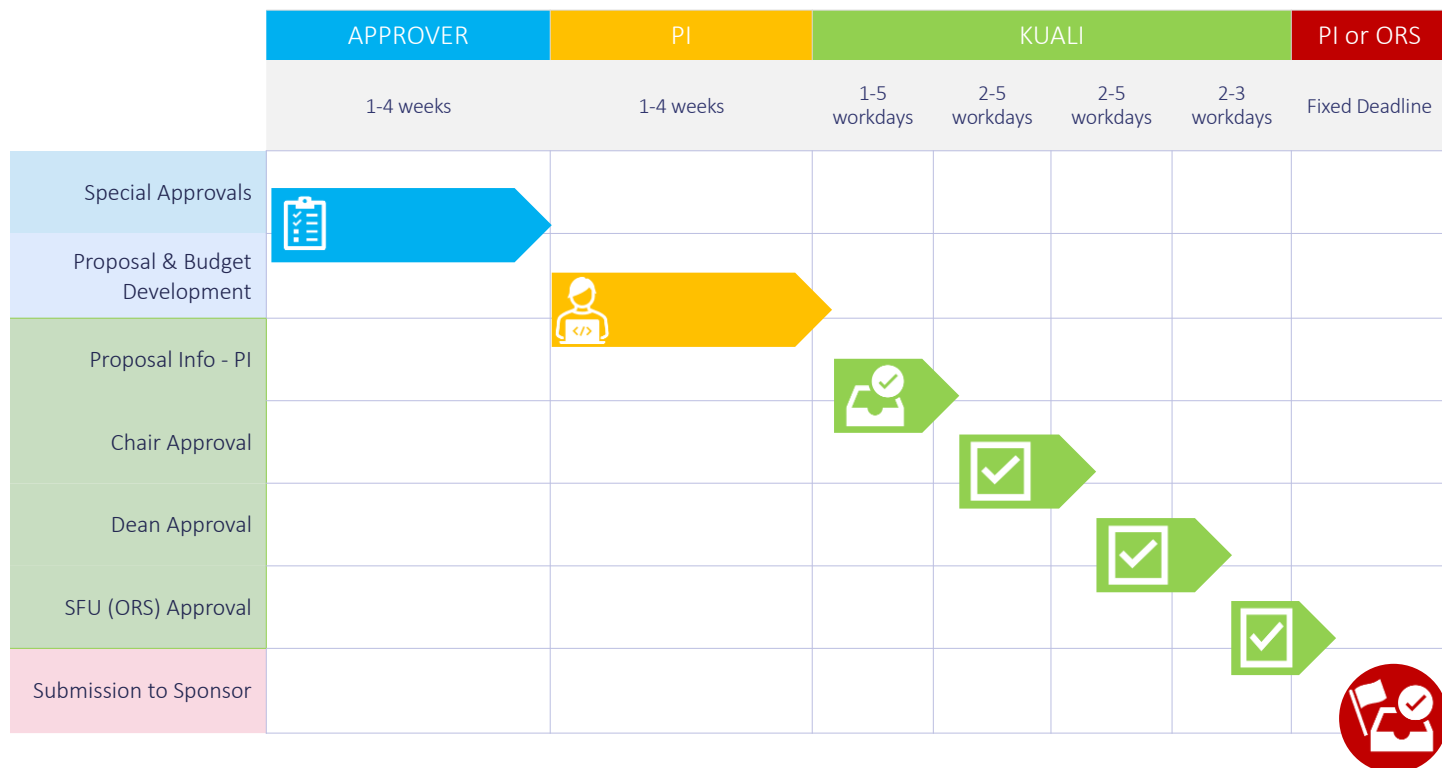 APPROVER PI KUALI PI or ORS
1-4 weeks 1-4 weeks 1-5 workdays 2-5 workdays 2-5 workdays 2-3 workdays Fixed Deadline
Special Approvals
Proposal & Budget
Development
</>
Proposal Info - PI
Chair Approval
Dean Approval
SFU (ORS) Approval
Submission to Sponsor